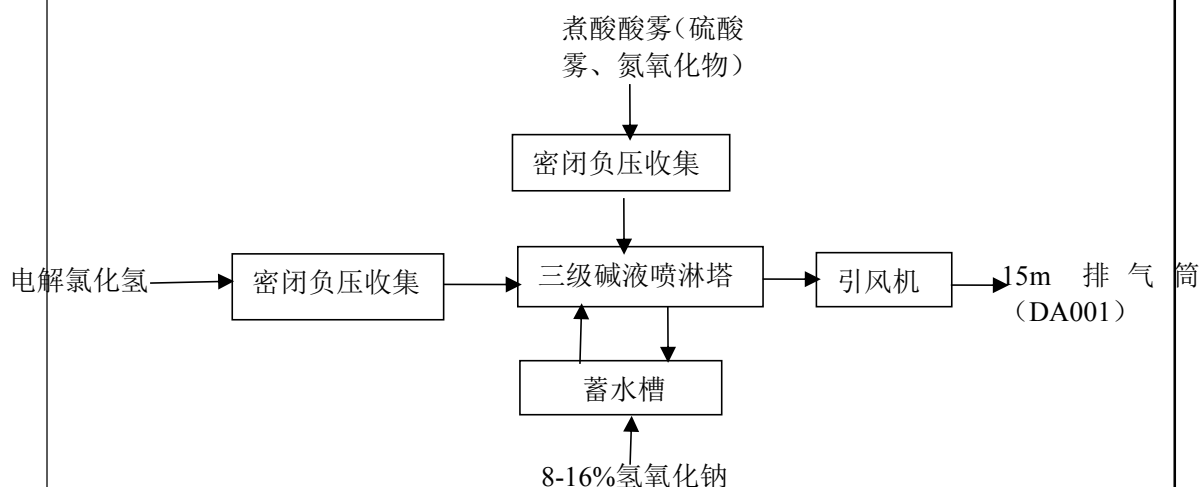 煮酸酸雾（硫酸
雾、氮氧化物）
密闭负压收集
电解氯化氢
密闭负压收集
三级碱液喷淋塔
引风机
15m 排气筒
（DA001）
蓄水槽
8-16%氢氧化钠